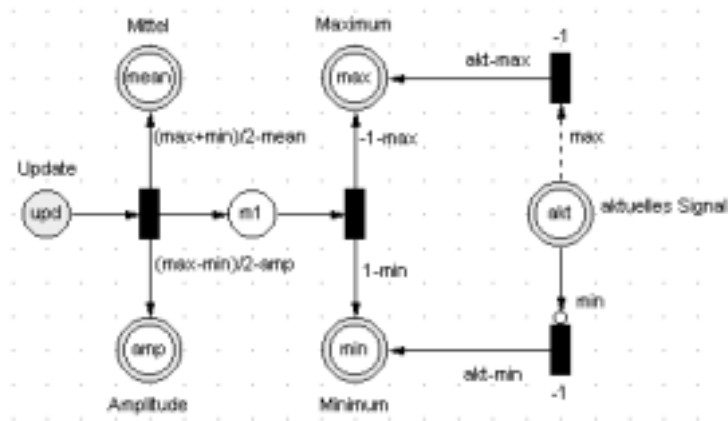 Mittel
Maximum
-1
mean
max
akt-max
(max+min)/2-mean
-1-max
max
Update
upd
m1
akt
aktuelles Signal
(max-min)/2-amp
1-min
min
amp
min
akt-min
Amplitude
Minimum
-1